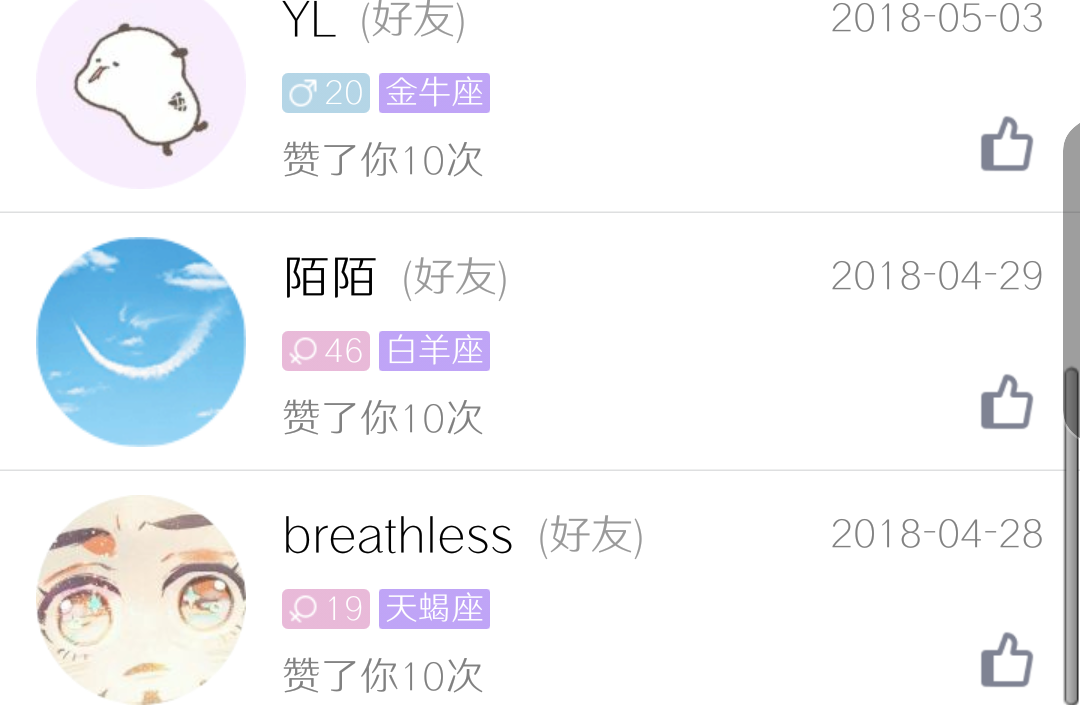 YL (好友) 2018-05-03
♂20 金牛座
赞了你10次
陌陌 (好友) 2018-04-29
♀46 白羊座
赞了你10次
breathless (好友) 2018-04-28
♀19 天蝎座
赞了你10次